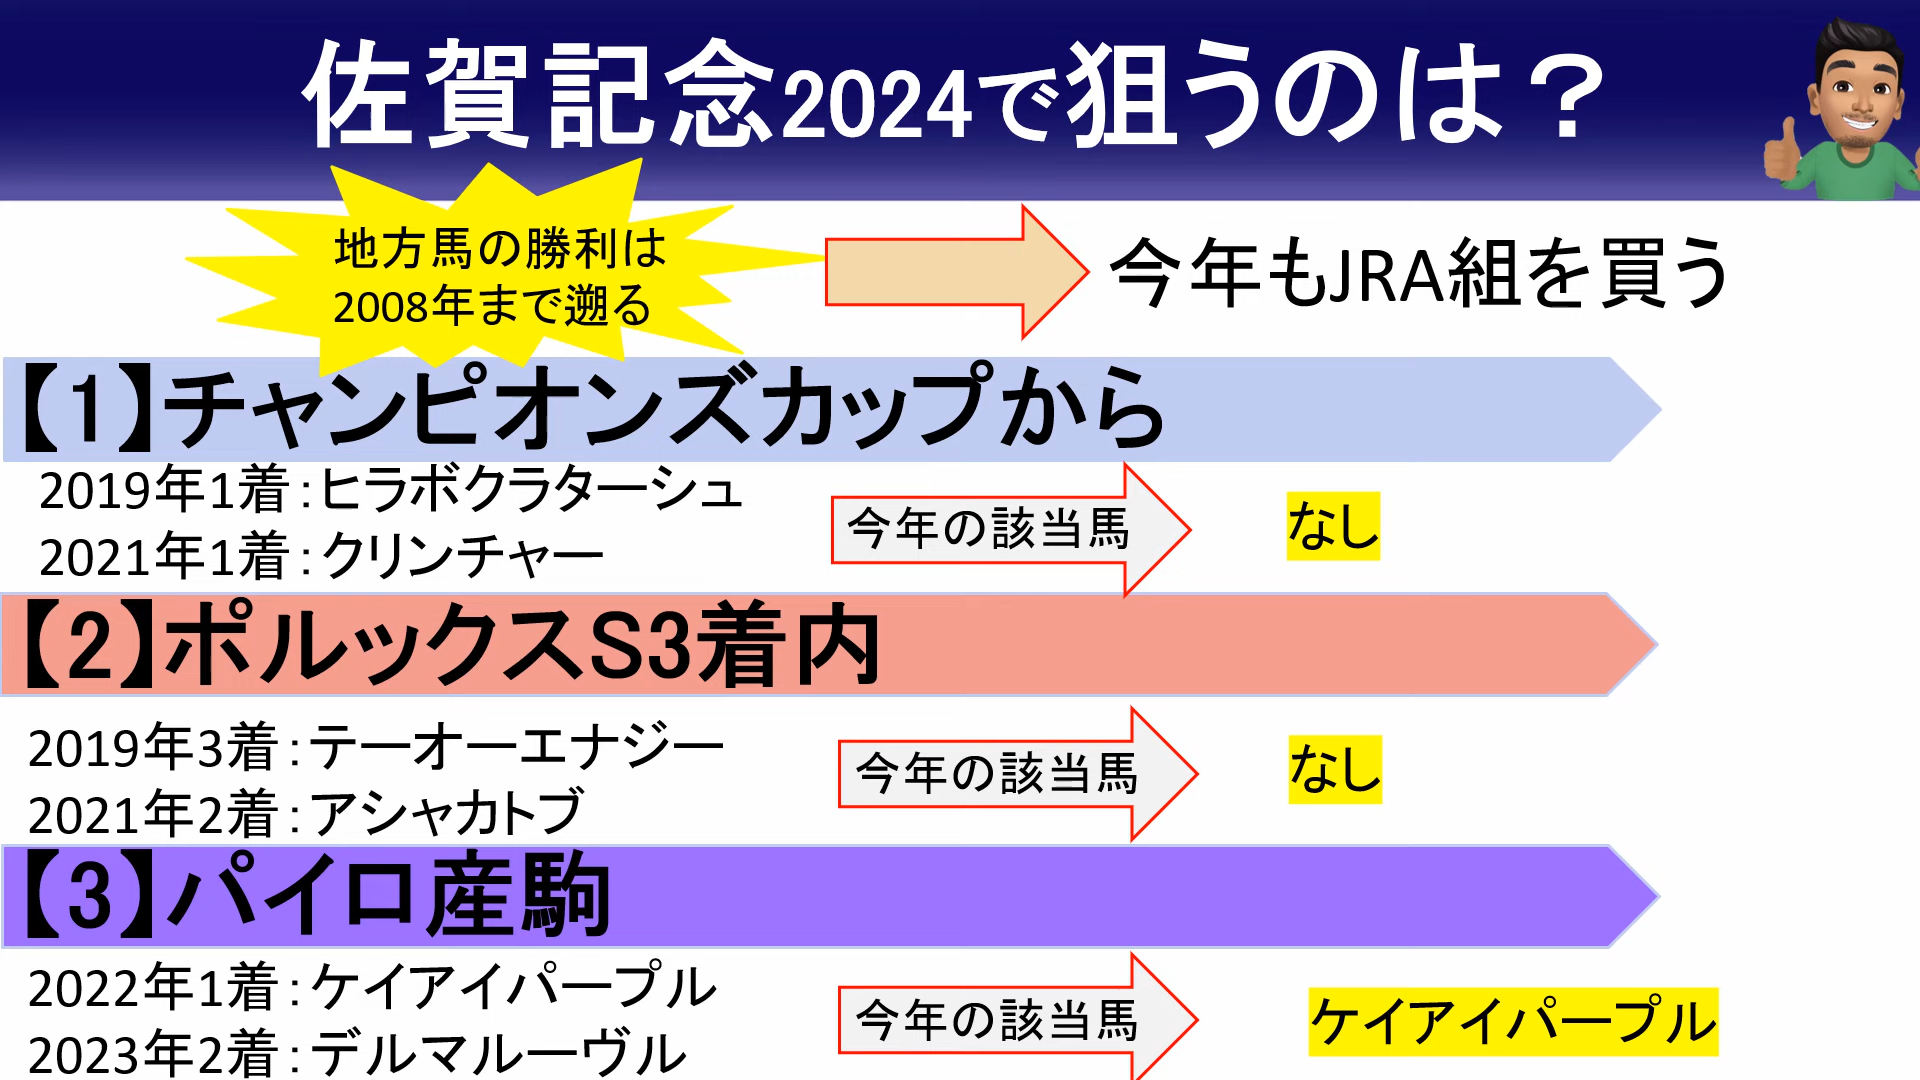 佐賀記念2024で狙うのは？
地方馬の勝利は
2008年まで遡る
今年もJRA組を買う
【1】チャンピオンズカップから
2019年1着：ヒラボクラターシュ
2021年1着：クリンチャー
今年の該当馬
なし
【2】ポルックスS3着内
2019年3着：テーオーエナジー
2021年2着：アシャカトブ
今年の該当馬
なし
【3】パイロ産駒
2022年1着：ケイアイパープル
2023年2着：デルマルーヴル
今年の該当馬
ケイアイパープル